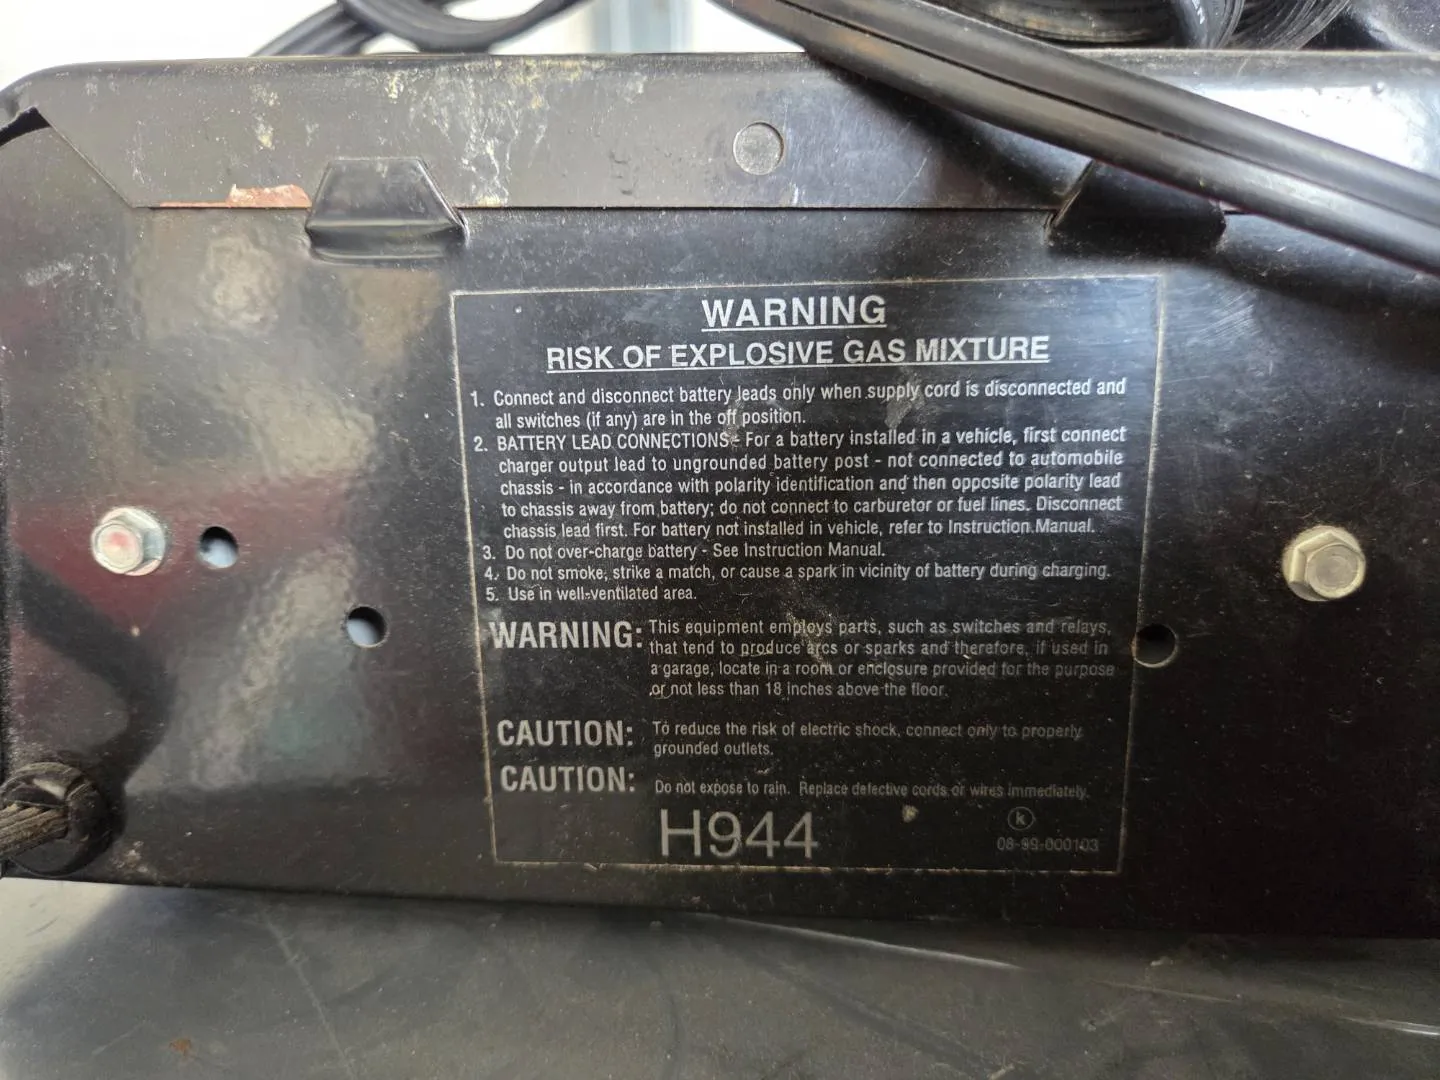 WARNING
RISK OF EXPLOSIVE GAS MIXTURE
1. Connect and disconnect battery leads only when supply cord is disconnected and
all switches (if any) are in the off position.
2. BATTERY LEAD CONNECTIONS - For a battery installed in a vehicle, first connect
charger output lead to ungrounded battery post - not connected to automobile
chassis - in accordance with polarity identification and then opposite polarity lead
to chassis away from battery; do not connect to carburetor or fuel lines. Disconnect
chassis lead first. For battery not installed in vehicle, refer to Instruction Manual.
3. Do not over-charge battery - See Instruction Manual.
4. Do not smoke, strike a match, or cause a spark in vicinity of battery during charging.
5. Use in well-ventilated area.
WARNING: This equipment employs parts, such as switches and relays,
that tend to produce arcs or sparks and therefore, if used in
a garage, locate in a room or enclosure provided for the purpose
or not less than 18 inches above the floor.
CAUTION: To reduce the risk of electric shock, connect only to properly
grounded outlets.
CAUTION: Do not expose to rain. Replace defective cords or wires immediately.
H944
k
08-99-000103